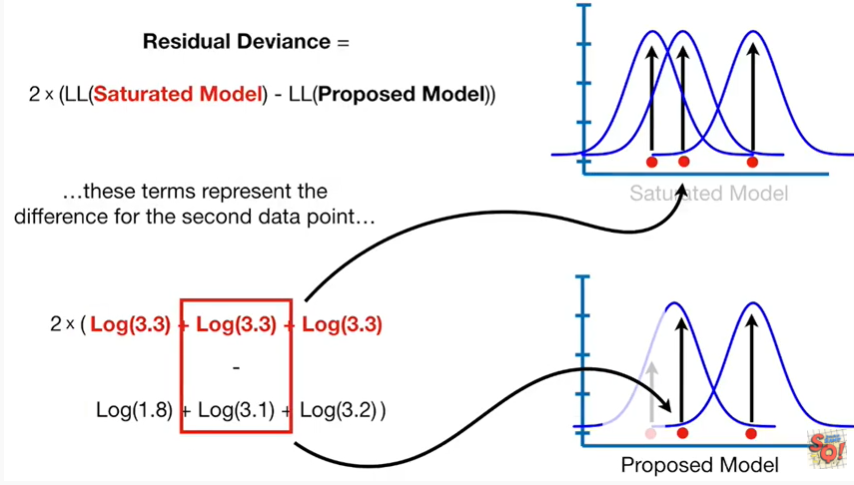 Residual Deviance =
2 × (LL(Saturated Model) - LL(Proposed Model))
…these terms represent the
difference for the second data point…
2 × ( Log(3.3) + Log(3.3) + Log(3.3)
-
Log(1.8) + Log(3.1) + Log(3.2) )
Saturated Model
Proposed Model
SQ!